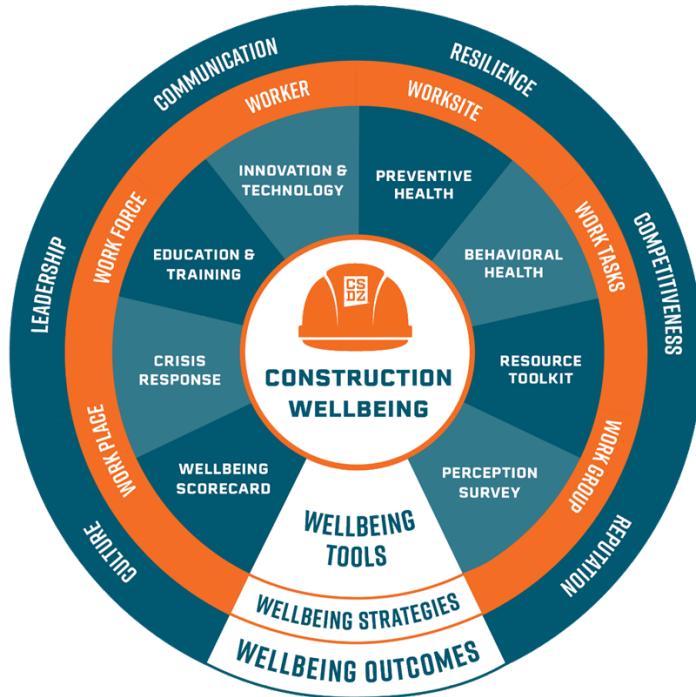 COMMUNICATION
RESILIENCE
WORKER
WORKSITE
INNOVATION &
TECHNOLOGY
PREVENTIVE
HEALTH
LEADERSHIP
WORK FORCE
EDUCATION &
TRAINING
BEHAVIORAL
HEALTH
WORK TASKS
COMPETITIVENESS
CS
DZ
CONSTRUCTION
WELLBEING
CRISIS
RESPONSE
RESOURCE
TOOLKIT
WORK PLACE
WELLBEING
SCORECARD
PERCEPTION
SURVEY
WORK GROUP
CULTURE
REPUTATION
WELLBEING
TOOLS
WELLBEING STRATEGIES
WELLBEING OUTCOMES